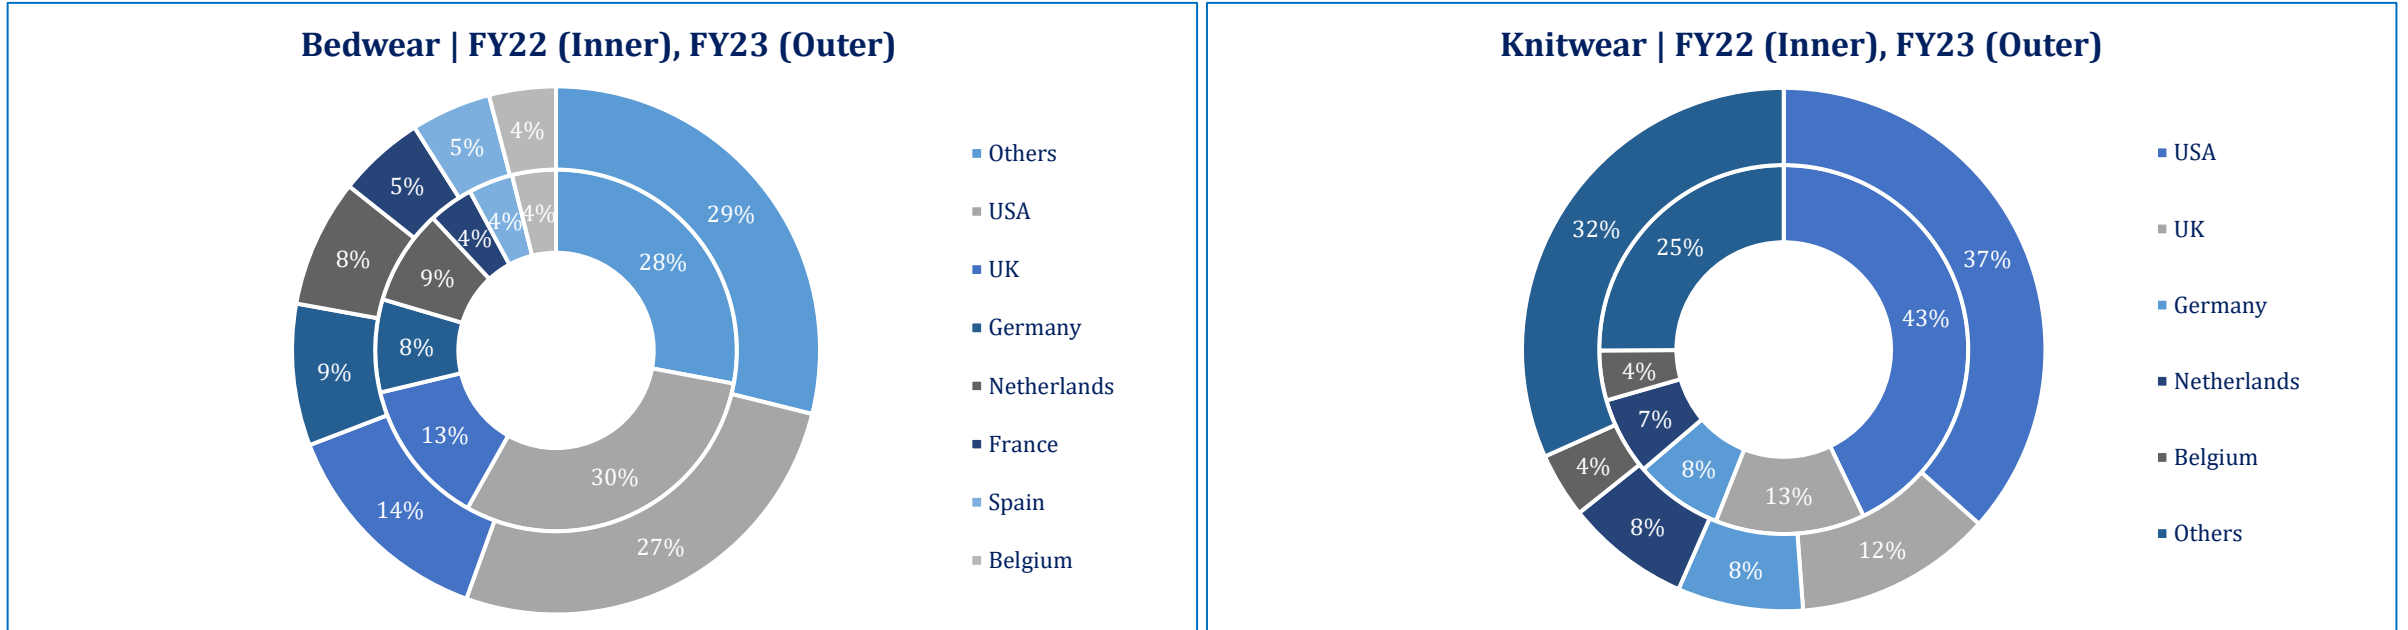 Bedwear | FY22 (Inner), FY23 (Outer)
4%
5%
5%
8%
9%
14%
27%
29%
4%
4%
4%
9%
8%
13%
30%
28%
Others
USA
UK
Germany
Netherlands
France
Spain
Belgium
Knitwear | FY22 (Inner), FY23 (Outer)
32%
37%
25%
43%
4%
7%
8%
13%
4%
8%
8%
12%
USA
UK
Germany
Netherlands
Belgium
Others